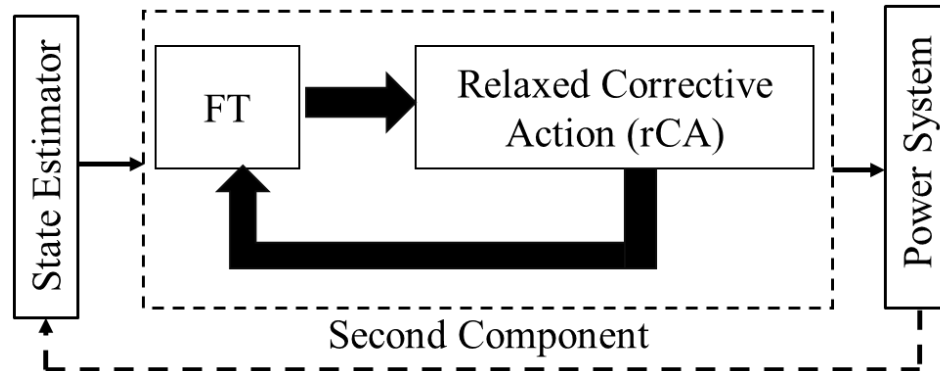 State Estimator
FT
Relaxed Corrective
Action (rCA)
Power System
Second Component